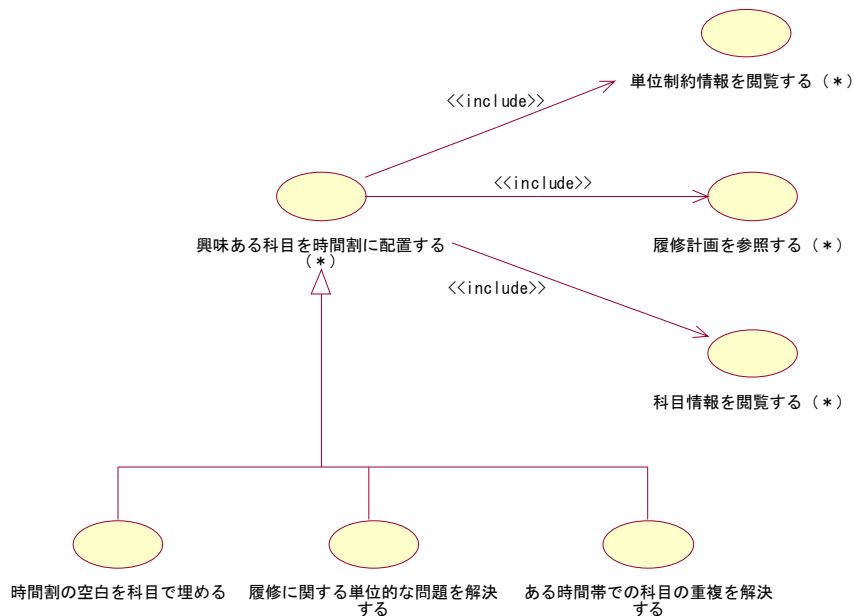 単位制約情報を閲覧する（＊）
<<include>>
<<include>>
興味ある科目を時間割に配置する
（＊）
履修計画を参照する（＊）
<<include>>
科目情報を閲覧する（＊）
時間割の空白を科目で埋める
履修に関する単位的な問題を解決
する
ある時間帯での科目の重複を解決
する